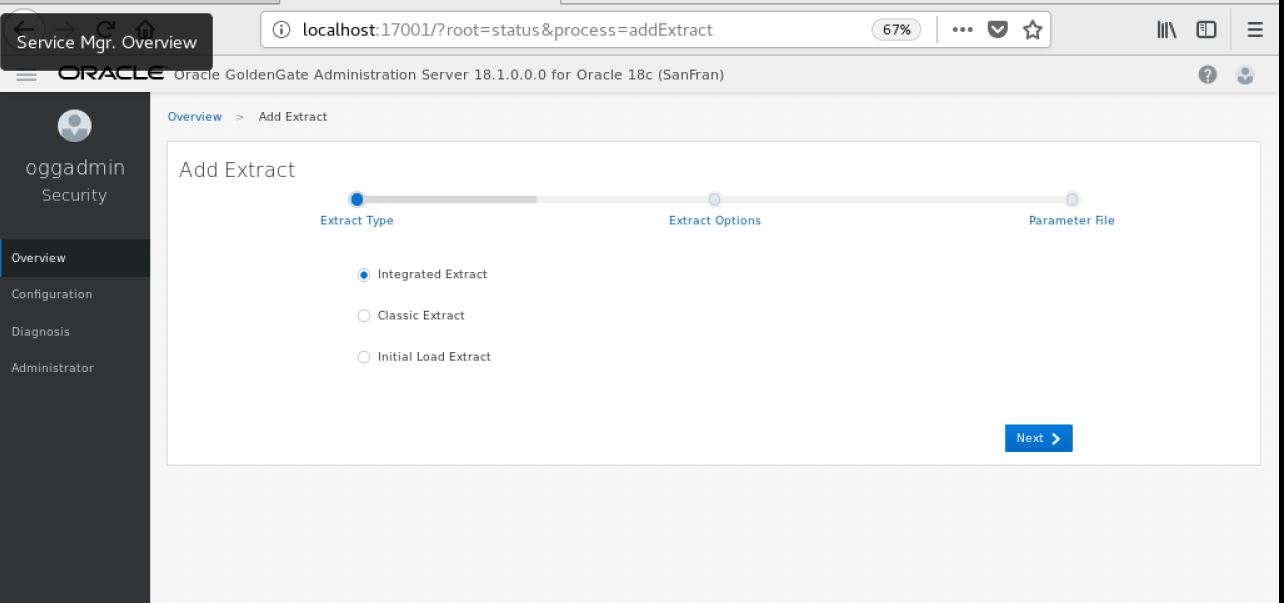 localhost:17001/?root=status&process=addExtract
67%
Service Mgr. Overview
ORACLE Oracle GoldenGate Administration Server 18.1.0.0.0 for Oracle 18c (SanFran)
oggadmin
Security
Overview
Configuration
Diagnosis
Administrator
Overview > Add Extract
Add Extract
Extract Type
Extract Options
Parameter File
Integrated Extract
Classic Extract
Initial Load Extract
Next